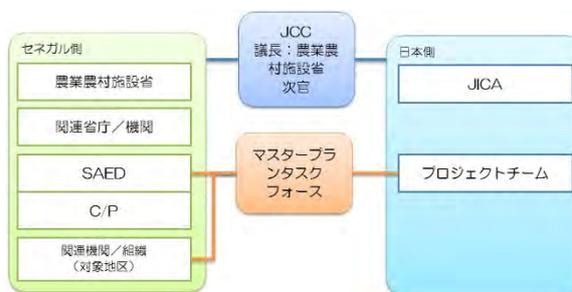 セネガル側
農業農村施設省
関連省庁／機関
SAED
C/P
関連機関／組織
（対象地区）
JCC
議長：農業農
村施設省
次官
マスタープラ
ンタスク
フォース
日本側
JICA
プロジェクトチーム